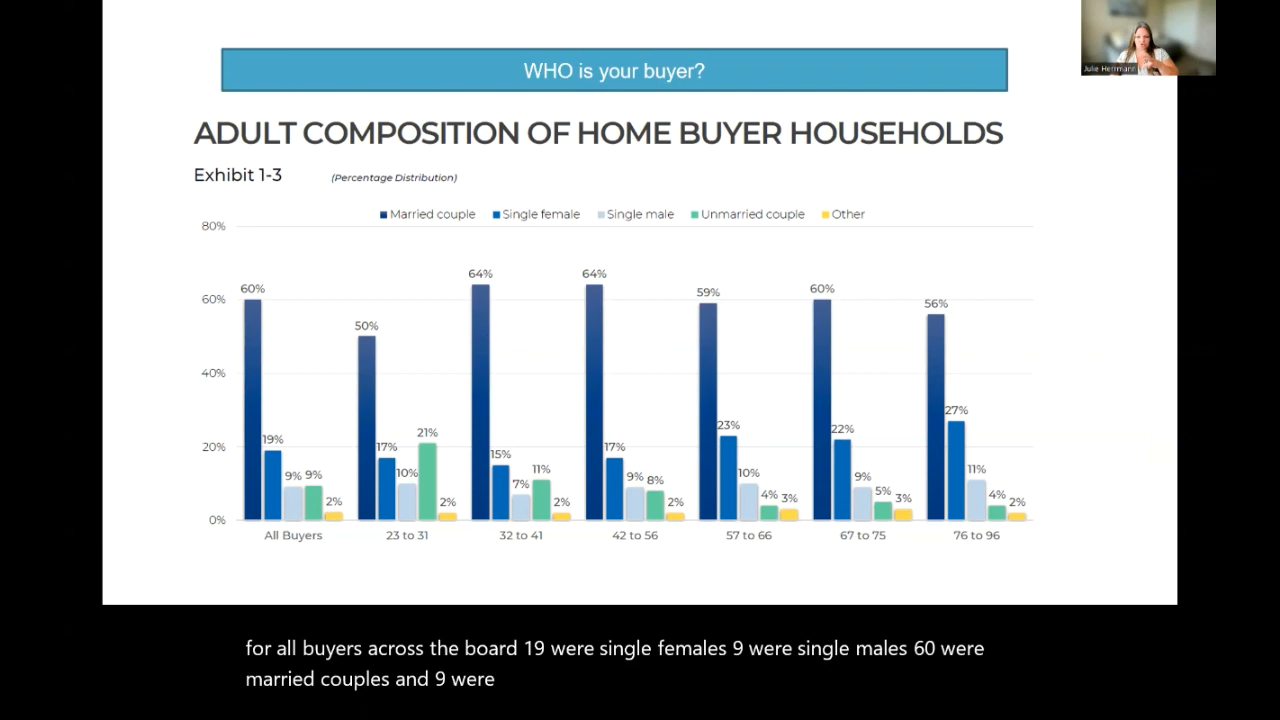 WHO is your buyer?
Julie Herrmann
ADULT COMPOSITION OF HOME BUYER HOUSEHOLDS
Exhibit 1-3 (Percentage Distribution)
Married couple Single female Single male Unmarried couple Other
80%
60%
40%
20%
0%
60% 19% 9% 9% 2%
50% 17% 10% 21% 2%
64% 15% 7% 11% 2%
64% 17% 9% 8% 2%
59% 23% 10% 4% 3%
60% 22% 9% 5% 3%
56% 27% 11% 4% 2%
All Buyers 23 to 31 32 to 41 42 to 56 57 to 66 67 to 75 76 to 96
for all buyers across the board 19 were single females 9 were single males 60 were
married couples and 9 were